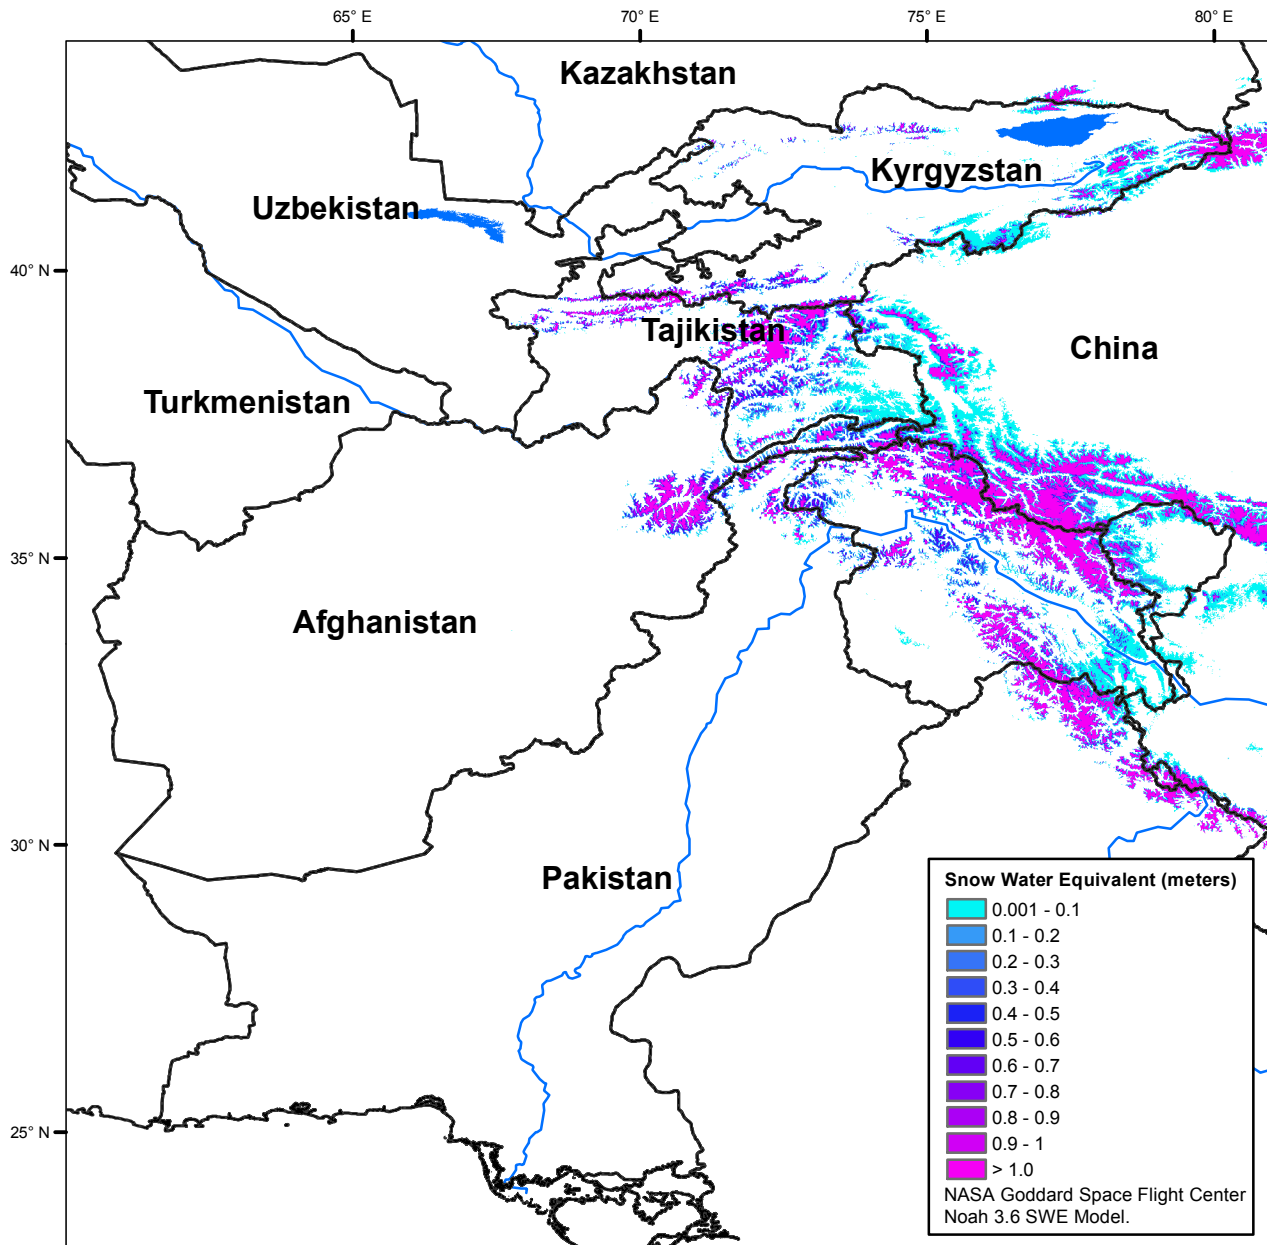 65° E
70° E
75° E
80° E
Kazakhstan
Kyrgyzstan
Uzbekistan
40° N
Tajikistan
China
Turkmenistan
35° N
Afghanistan
30° N
Pakistan
25° N
Snow Water Equivalent (meters)
0.001 - 0.1
0.1 - 0.2
0.2 - 0.3
0.3 - 0.4
0.4 - 0.5
0.5 - 0.6
0.6 - 0.7
0.7 - 0.8
0.8 - 0.9
0.9 - 1
> 1.0
NASA Goddard Space Flight Center
Noah 3.6 SWE Model.